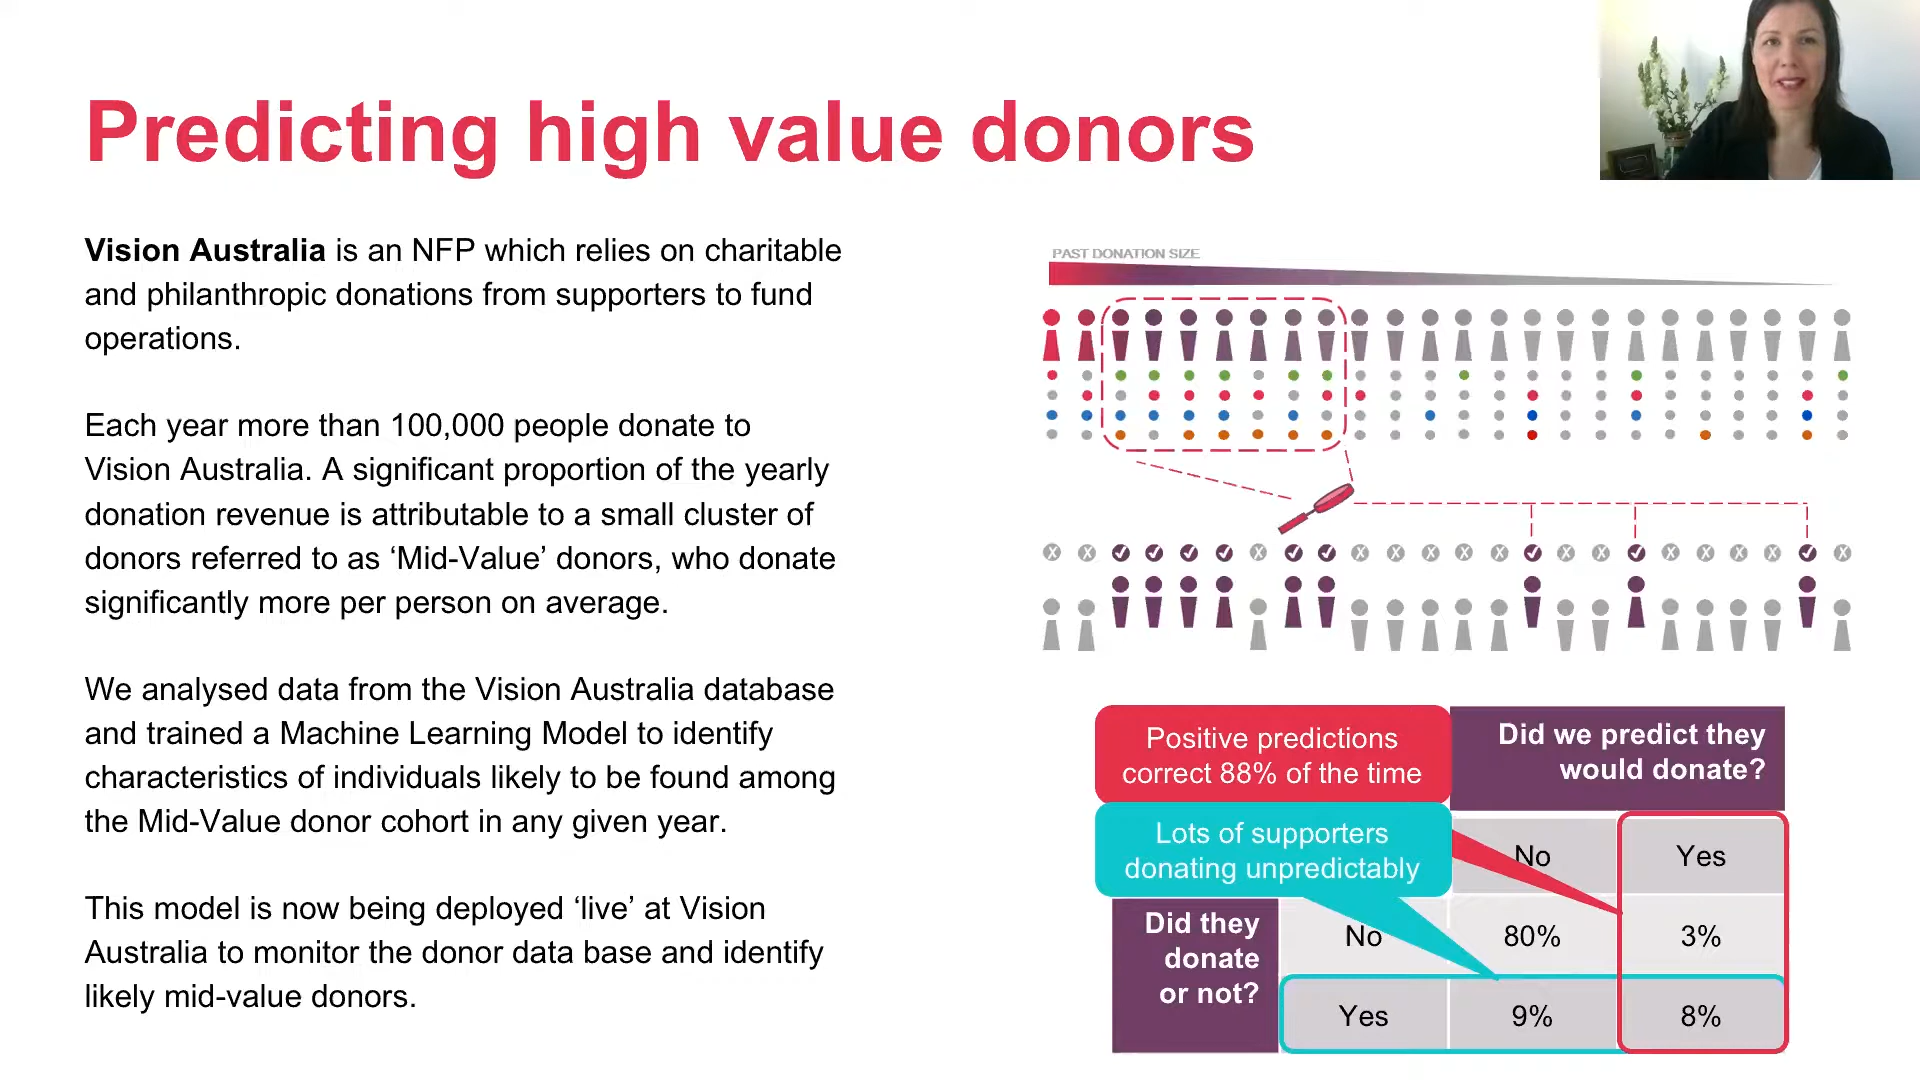 Predicting high value donors
Vision Australia is an NFP which relies on charitable
and philanthropic donations from supporters to fund
operations.
Each year more than 100,000 people donate to
Vision Australia. A significant proportion of the yearly
donation revenue is attributable to a small cluster of
donors referred to as ‘Mid-Value’ donors, who donate
significantly more per person on average.
We analysed data from the Vision Australia database
and trained a Machine Learning Model to identify
characteristics of individuals likely to be found among
the Mid-Value donor cohort in any given year.
This model is now being deployed ‘live’ at Vision
Australia to monitor the donor data base and identify
likely mid-value donors.
PAST DONATION SIZE
Positive predictions
correct 88% of the time
Did we predict they
would donate?
Lots of supporters
donating unpredictably
No
Yes
Did they
donate
or not?
No
80%
3%
Yes
9%
8%